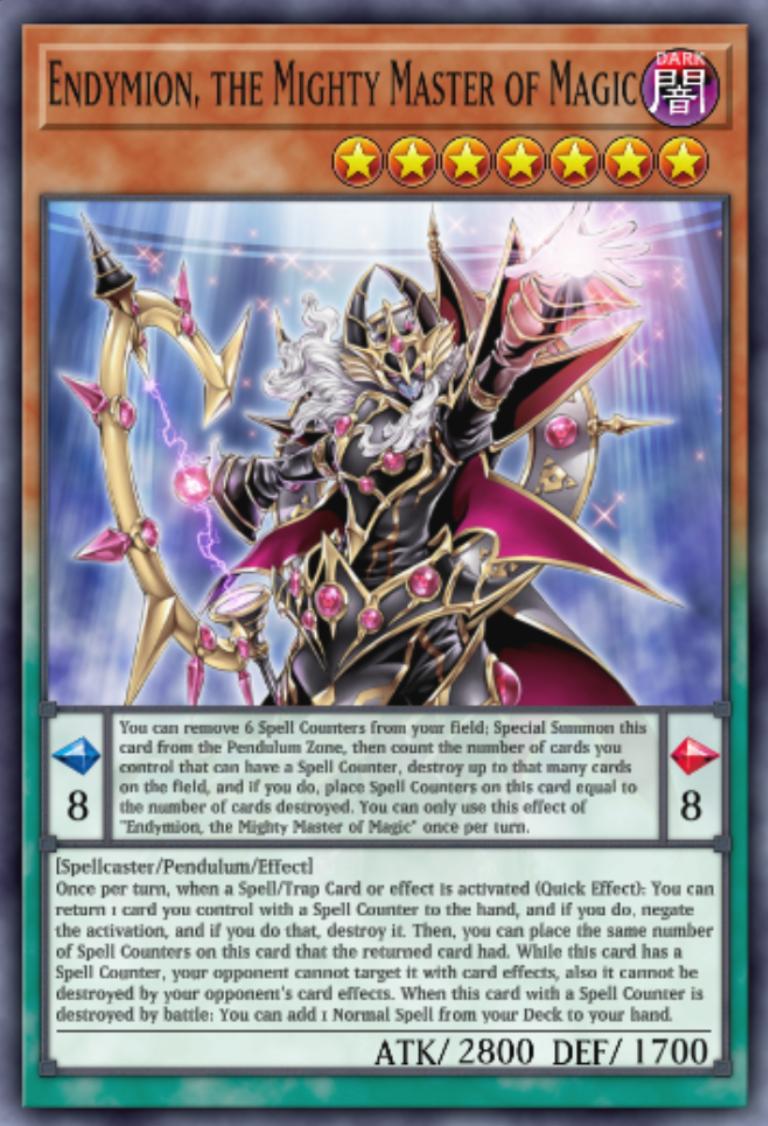 ENDYMION, THE MIGHTY MASTER OF MAGIC
DARK
闇
You can remove 6 Spell Counters from your field; Special Summon this
card from the Pendulum Zone, then count the number of cards you
control that can have a Spell Counter, destroy up to that many cards
on the field, and if you do, place Spell Counters on this card equal to
the number of cards destroyed. You can only use this effect of
"Endymion, the Mighty Master of Magic" once per turn.
8
8
[Spellcaster/Pendulum/Effect]
Once per turn, when a Spell/Trap Card or effect is activated (Quick Effect): You can
return 1 card you control with a Spell Counter to the hand, and if you do, negate
the activation, and if you do that, destroy it. Then, you can place the same number
of Spell Counters on this card that the returned card had. While this card has a
Spell Counter, your opponent cannot target it with card effects, also it cannot be
destroyed by your opponent's card effects. When this card with a Spell Counter is
destroyed by battle: You can add 1 Normal Spell from your Deck to your hand.
ATK/ 2800 DEF/ 1700